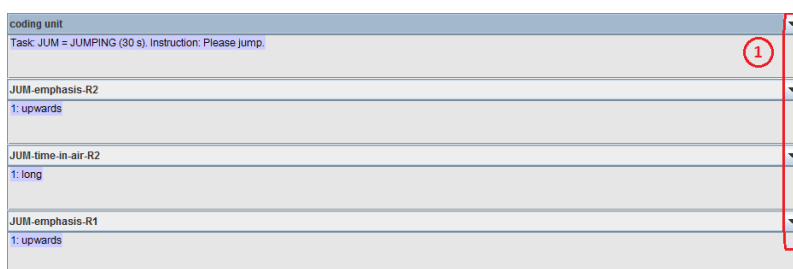 coding unit
Task: JUM = JUMPING (30 s). Instruction: Please jump.
1
JUM-emphasis-R2
1: upwards
JUM-time-in-air-R2
1: long
JUM-emphasis-R1
1: upwards